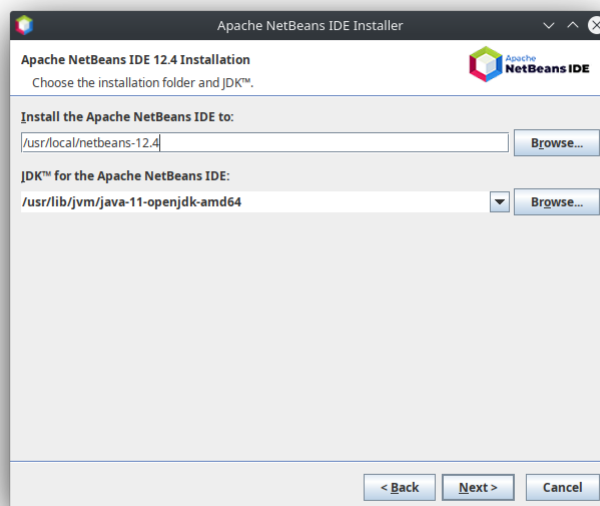 Apache NetBeans IDE Installer
Apache NetBeans IDE 12.4 Installation
Choose the installation folder and JDK™.
Apache
NetBeans IDE
Install the Apache NetBeans IDE to:
/usr/local/netbeans-12.4
Browse...
JDK™ for the Apache NetBeans IDE:
/usr/lib/jvm/java-11-openjdk-amd64
Browse...
< Back Next > Cancel